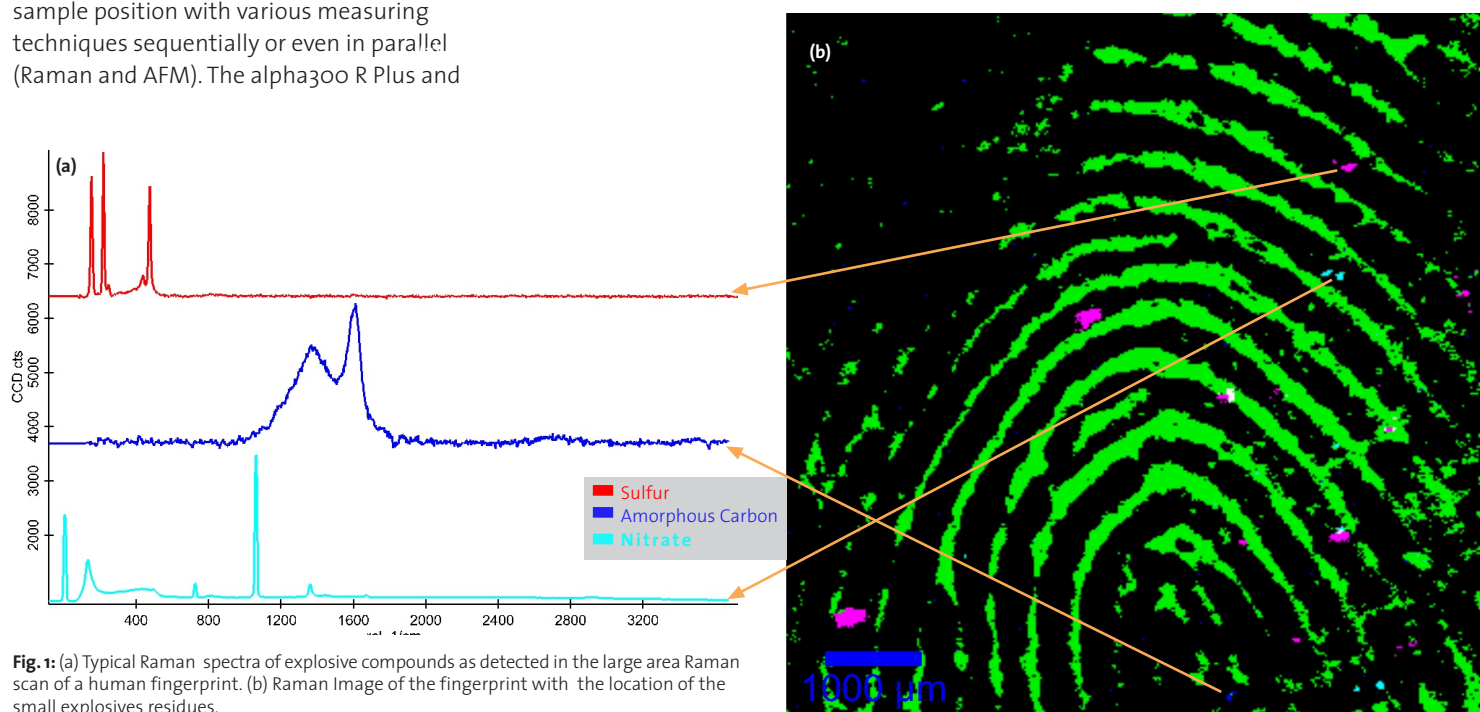 sample position with various measuring
techniques sequentially or even in parallel
(Raman and AFM). The alpha300 R Plus and
(a)
8000
7000
6000
5000
4000
3000
2000
CCD cts
400 800 1200 1600 2000 2400 2800 3200
Sulfur
Amorphous Carbon
Nitrate
Fig. 1: (a) Typical Raman spectra of explosive compounds as detected in the large area Raman
scan of a human fingerprint. (b) Raman Image of the fingerprint with the location of the
small explosives residues.
(b)
1000 µm